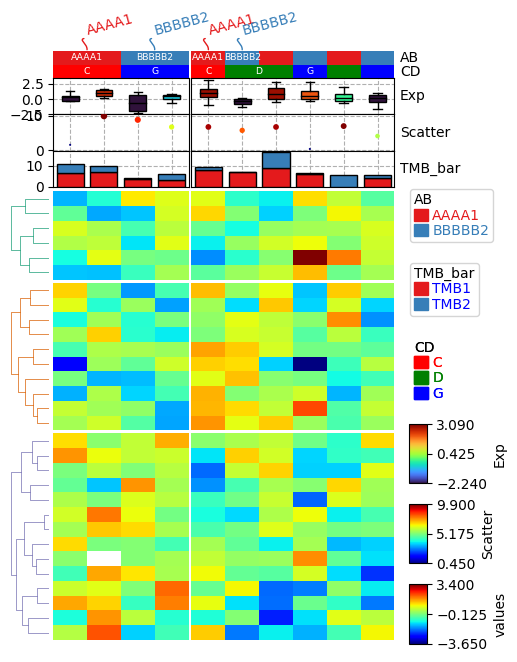 AAAA1 BBBBB2 AAAA1 BBBBB2
AAAA1 BBBBB2 AAAA1 BBBBB2 AB
C G C D G CD
2.5
0.0
−2.5
Exp
10
0
Scatter
10
0
TMB_bar
AB
AAAA1
BBBBB2
TMB_bar
TMB1
TMB2
CD
C
D
G
3.090
0.425
−2.240
Exp
9.900
5.175
0.450
Scatter
3.400
-0.125
−3.650
values